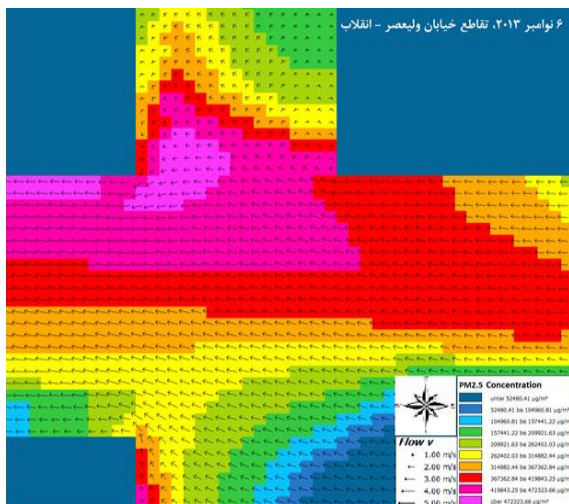 ۶ نوامبر ۲۰۱۳، تقاطع خیابان ولیعصر - انقلاب
PM2.5 Concentration
unter 52480.41 µg/m³
52480.41 bis 104960.81 µg/m³
104960.81 bis 157441.22 µg/m³
157441.22 bis 209921.63 µg/m³
209921.63 bis 262402.03 µg/m³
262402.03 bis 314882.44 µg/m³
314882.44 bis 367362.84 µg/m³
367362.84 bis 419843.25 µg/m³
419843.25 bis 472323.66 µg/m³
über 472323.66 µg/m³
Flow v
1.00 m/s
2.00 m/s
3.00 m/s
4.00 m/s
5.00 m/s